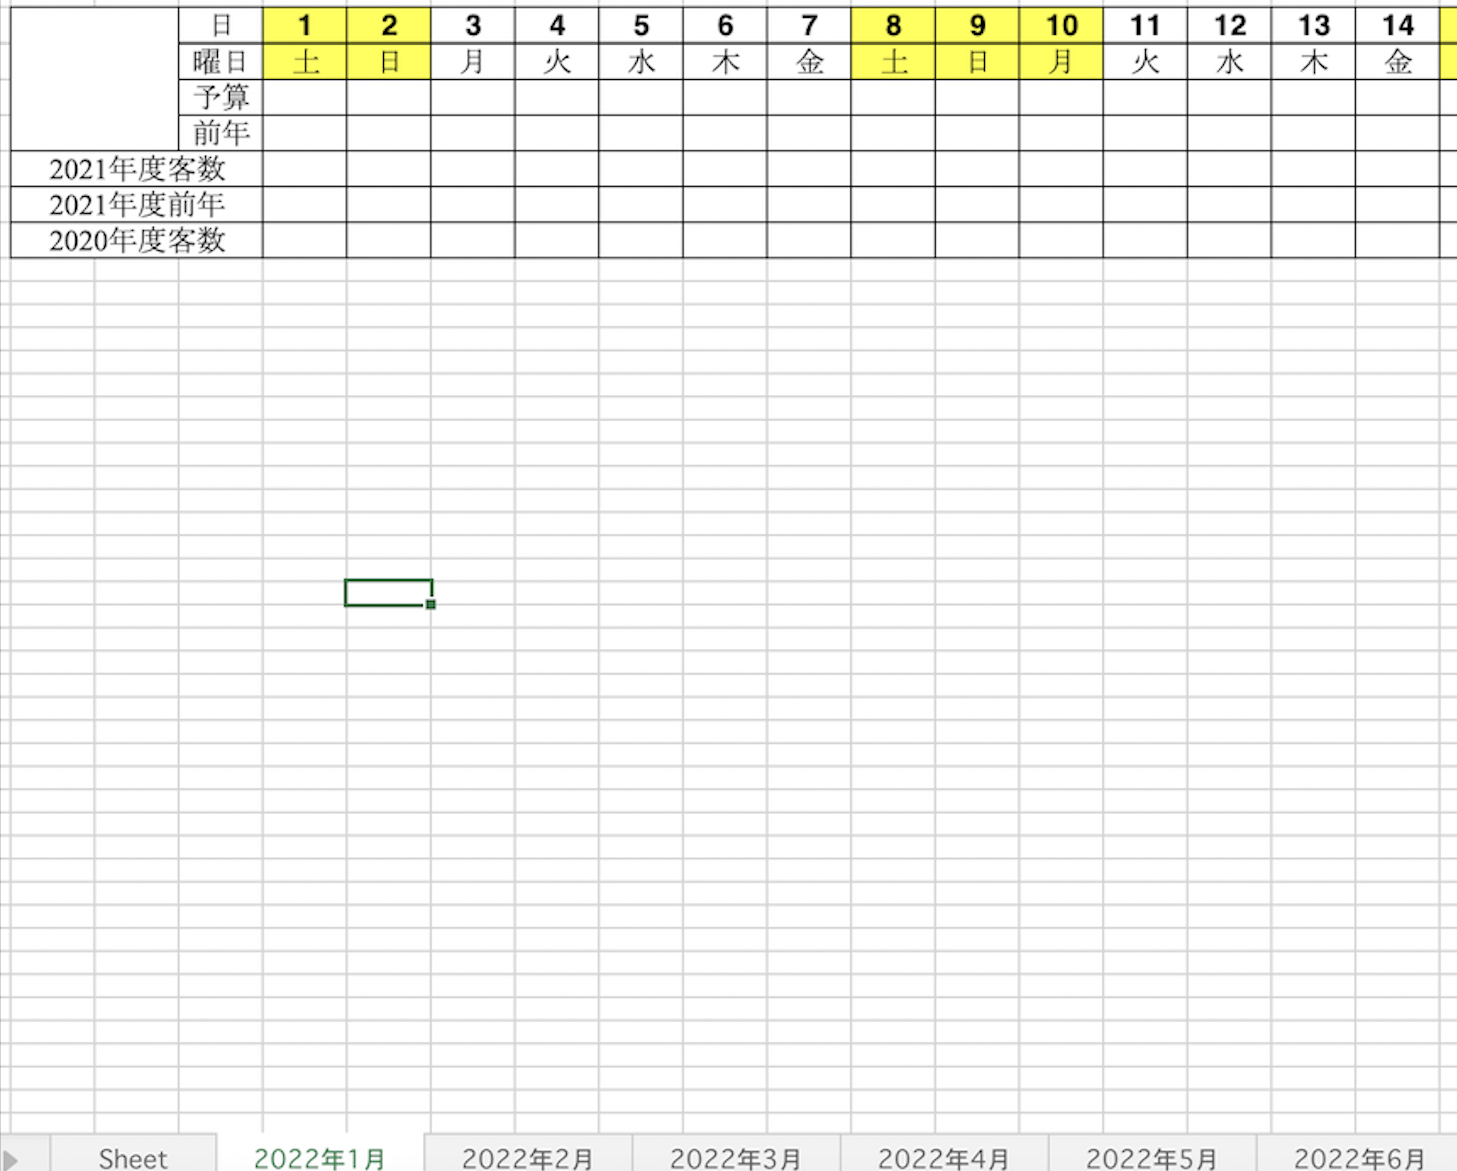 日 1 2 3 4 5 6 7 8 9 10 11 12 13 14
曜日 土 日 月 火 水 木 金 土 日 月 火 水 木 金
予算
前年
2021年度客数
2021年度前年
2020年度客数
Sheet 2022年1月 2022年2月 2022年3月 2022年4月 2022年5月 2022年6月